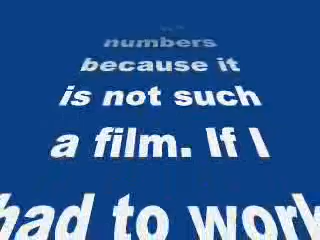 numbers
because it
is not such
a film. If I
had to work